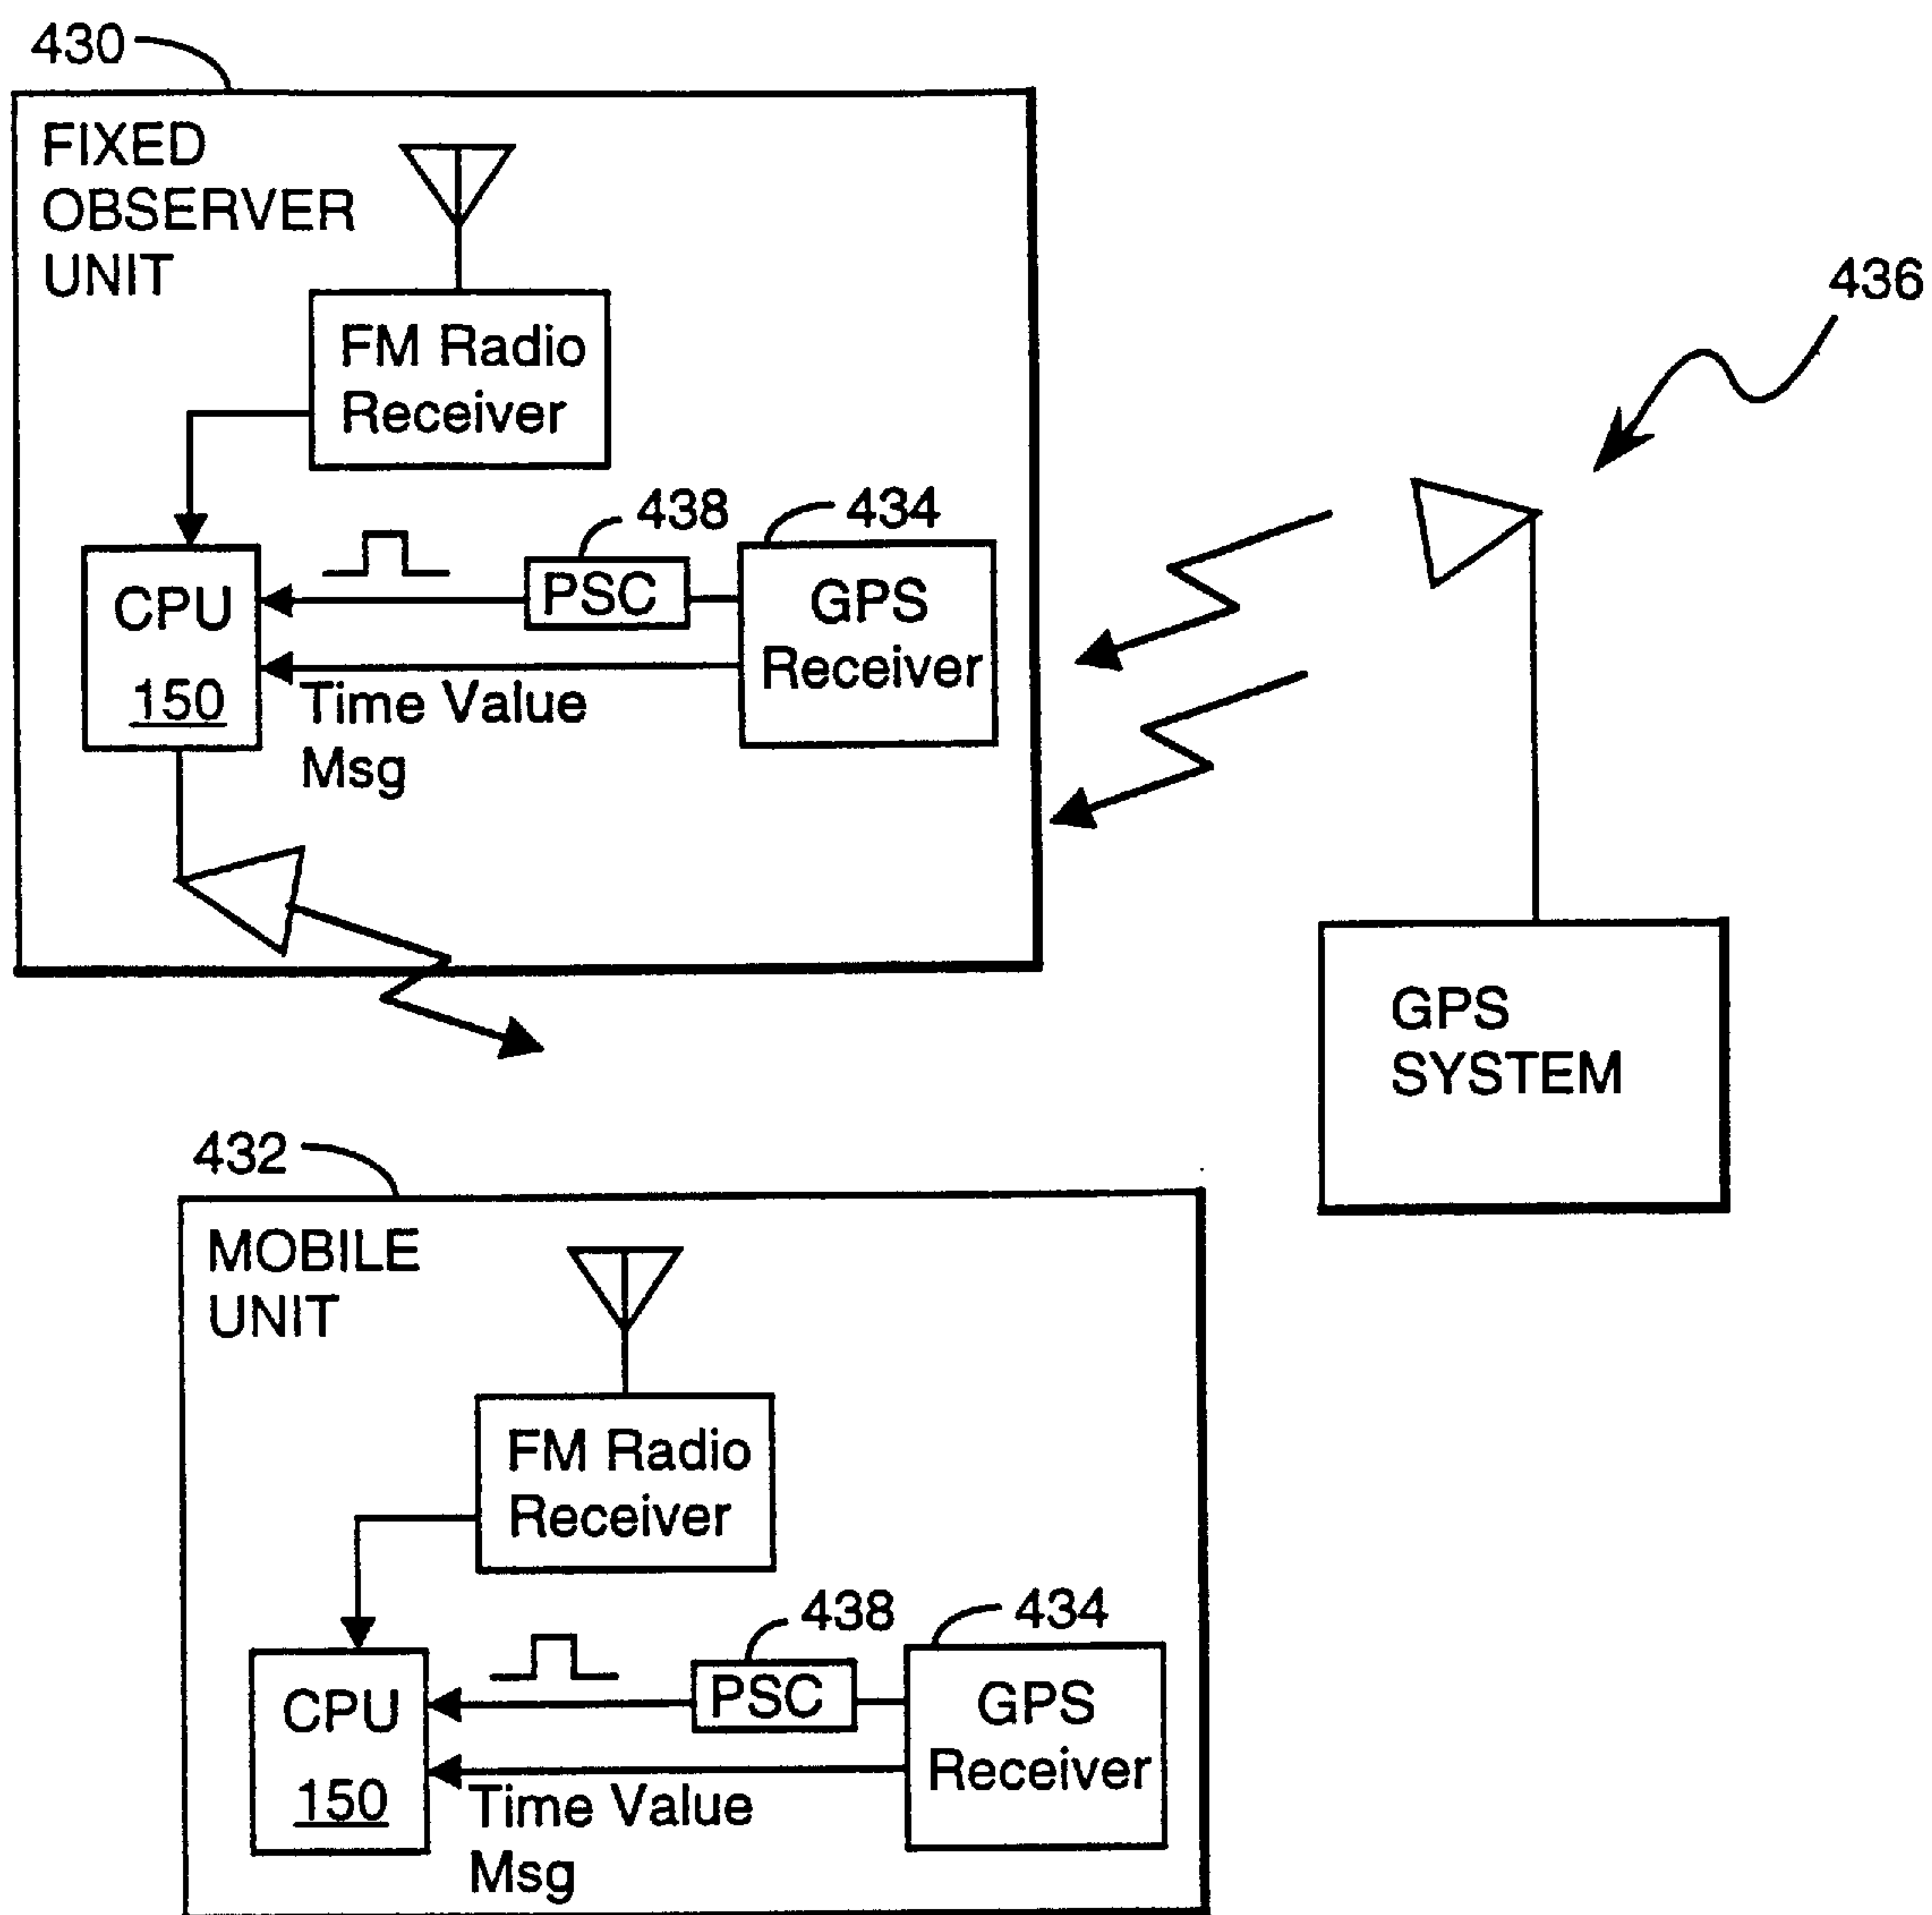 430
FIXED
OBSERVER
UNIT
FM Radio
Receiver
436
438
434
CPU
150
PSC
GPS
Receiver
Time Value
Msg
GPS
SYSTEM
432
MOBILE
UNIT
FM Radio
Receiver
438
434
CPU
150
PSC
GPS
Receiver
Time Value
Msg